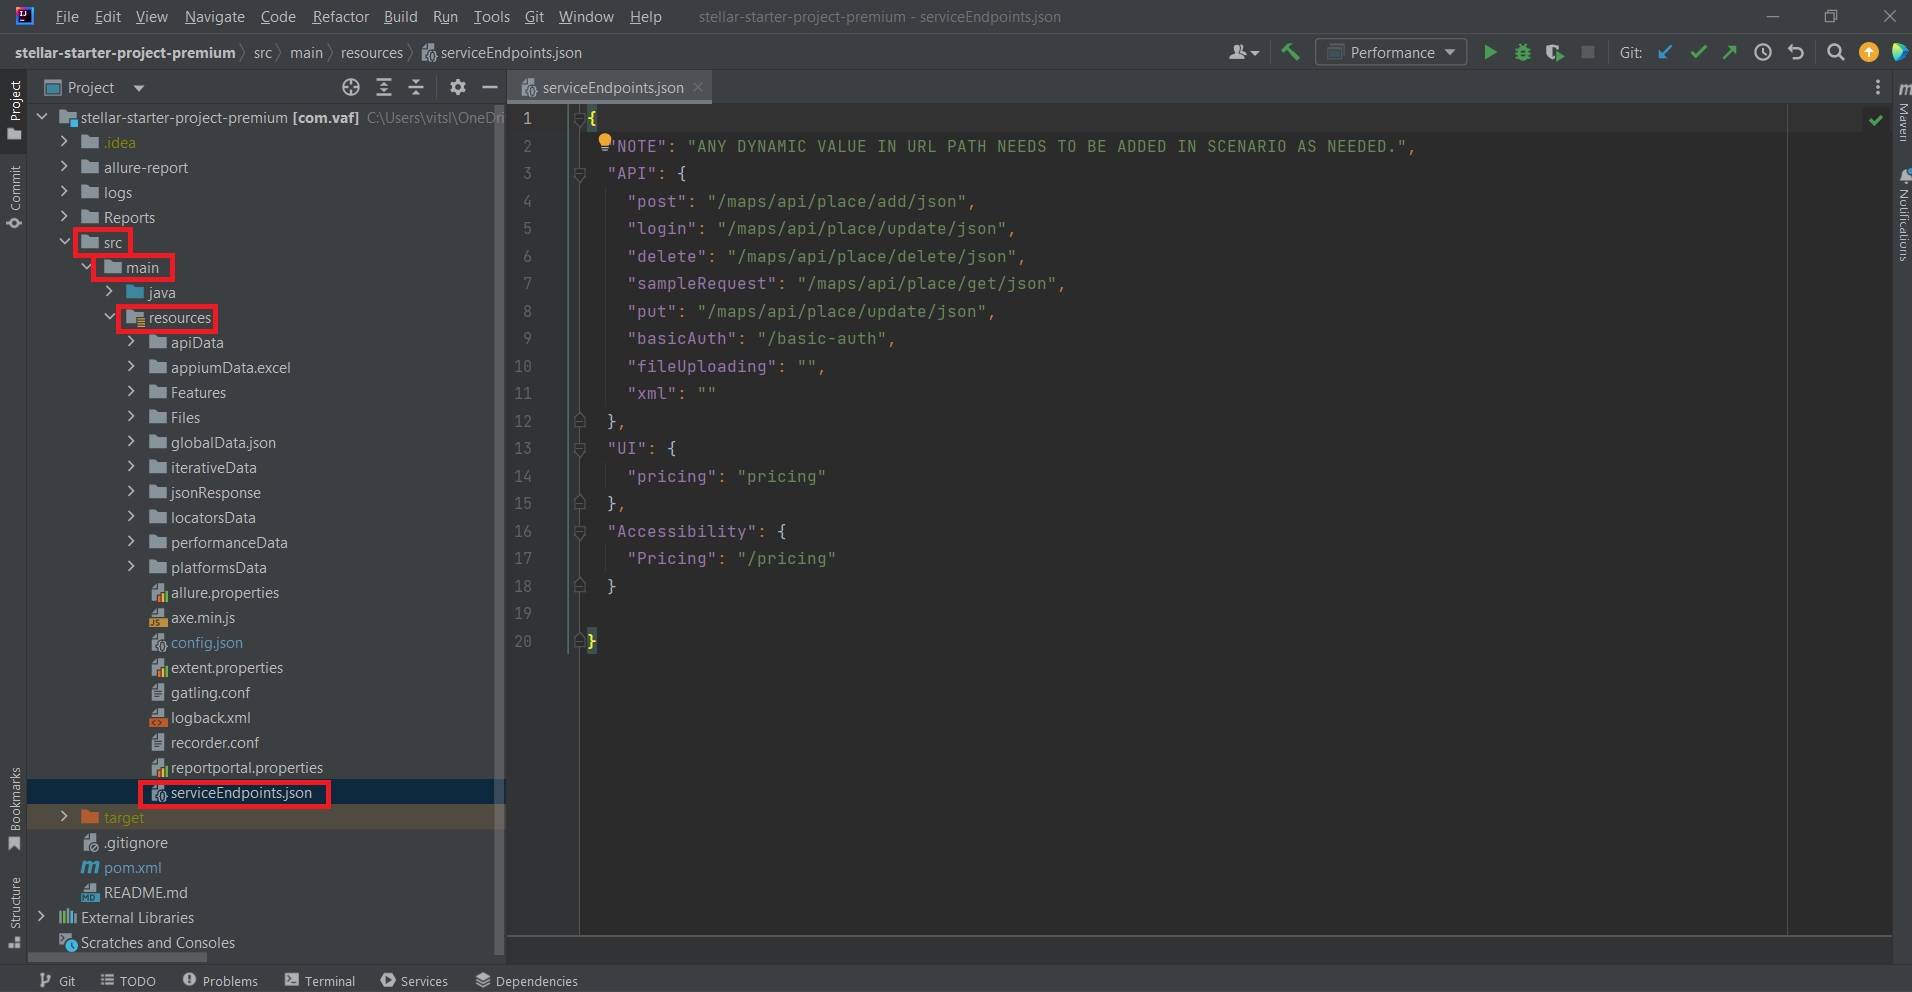 File Edit View Navigate Code Refactor Build Run Tools Git Window Help stellar-starter-project-premium - serviceEndpoints.json
stellar-starter-project-premium src main resources serviceEndpoints.json Performance Git:
Project
serviceEndpoints.json
Project
Commit
Bookmarks
Structure
stellar-starter-project-premium [com.vaf] C:\Users\vitsl\OneDri
.idea
allure-report
logs
Reports
src
main
java
resources
apiData
appiumData.excel
Features
Files
globalData.json
iterativeData
jsonResponse
locatorsData
performanceData
platformsData
allure.properties
axe.min.js
config.json
extent.properties
gatling.conf
logback.xml
recorder.conf
reportportal.properties
serviceEndpoints.json
target
.gitignore
pom.xml
README.md
External Libraries
Scratches and Consoles
1 {
2 "NOTE": "ANY DYNAMIC VALUE IN URL PATH NEEDS TO BE ADDED IN SCENARIO AS NEEDED.",
3 "API": {
4 "post": "/maps/api/place/add/json",
5 "login": "/maps/api/place/update/json",
6 "delete": "/maps/api/place/delete/json",
7 "sampleRequest": "/maps/api/place/get/json",
8 "put": "/maps/api/place/update/json",
9 "basicAuth": "/basic-auth",
10 "fileUploading": "",
11 "xml": ""
12 },
13 "UI": {
14 "pricing": "pricing"
15 },
16 "Accessibility": {
17 "Pricing": "/pricing"
18 }
19
20 }
Maven
Notifications
Git TODO Problems Terminal Services Dependencies